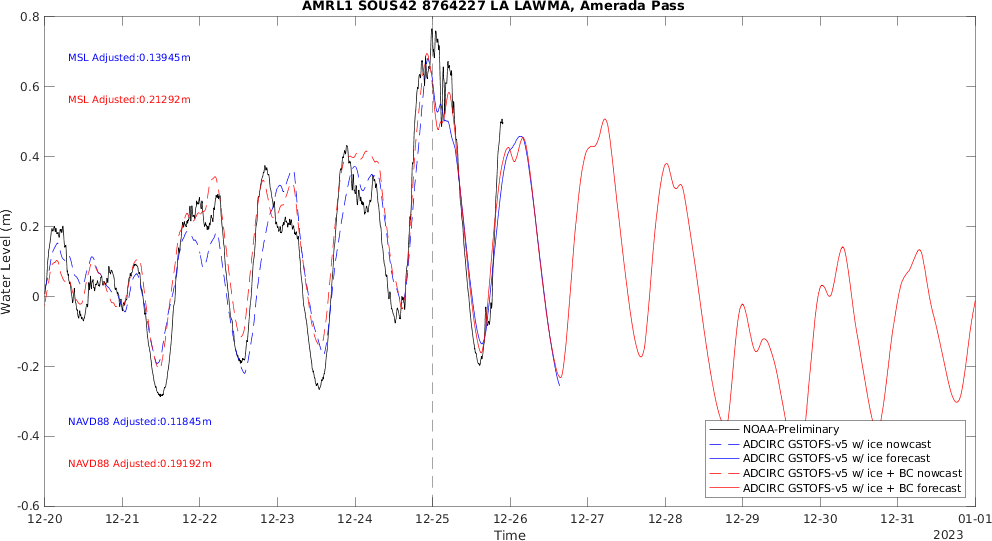 AMRL1 SOUS42 8764227 LA LAWMA, Amerada Pass
0.8
MSL Adjusted:0.13945m
0.6
MSL Adjusted:0.21292m
0.4
0.2
Water Level (m)
0
-0.2
NAVD88 Adjusted:0.11845m
-0.4
NAVD88 Adjusted:0.19192m
-0.6
NOAA-Preliminary
ADCIRC GSTOFS-v5 w/ ice nowcast
ADCIRC GSTOFS-v5 w/ ice forecast
ADCIRC GSTOFS-v5 w/ ice + BC nowcast
ADCIRC GSTOFS-v5 w/ ice + BC forecast
12-20 12-21 12-22 12-23 12-24 12-25 12-26 12-27 12-28 12-29 12-30 12-31 01-01
Time
2023